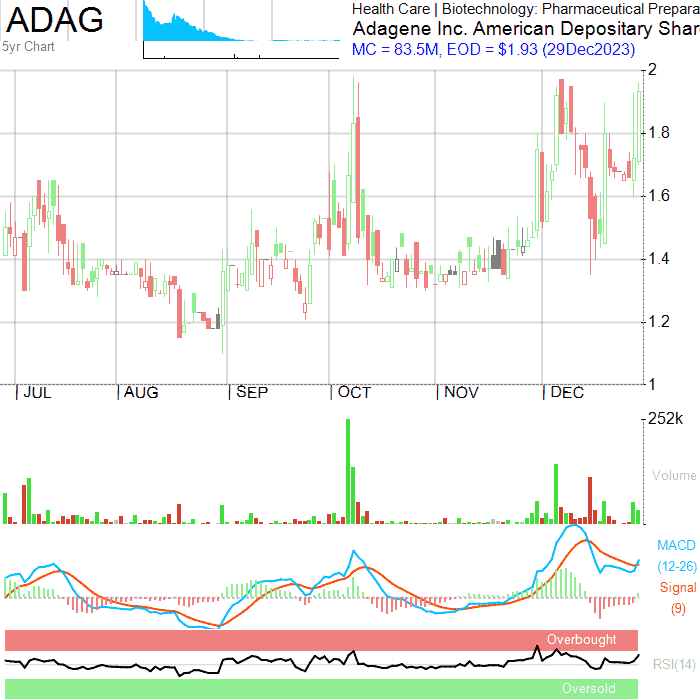 ADAG
5yr Chart
Health Care | Biotechnology: Pharmaceutical Prepara
Adagene Inc. American Depositary Shar
MC = 83.5M, EOD = $1.93 (29Dec2023)
2
1.8
1.6
1.4
1.2
1
JUL AUG SEP OCT NOV DEC
252k
Volume
MACD
(12-26)
Signal
(9)
Overbought
RSI(14)
Oversold